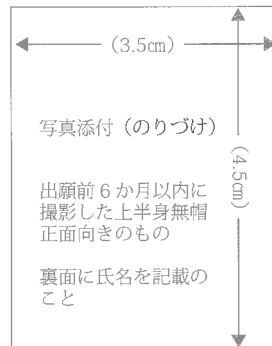 (3.5cm)
写真添付(のりづけ)
(4.5cm)
出願前6か月以内に
撮影した上半身無帽
正面向きのもの
裏面に氏名を記載の
こと